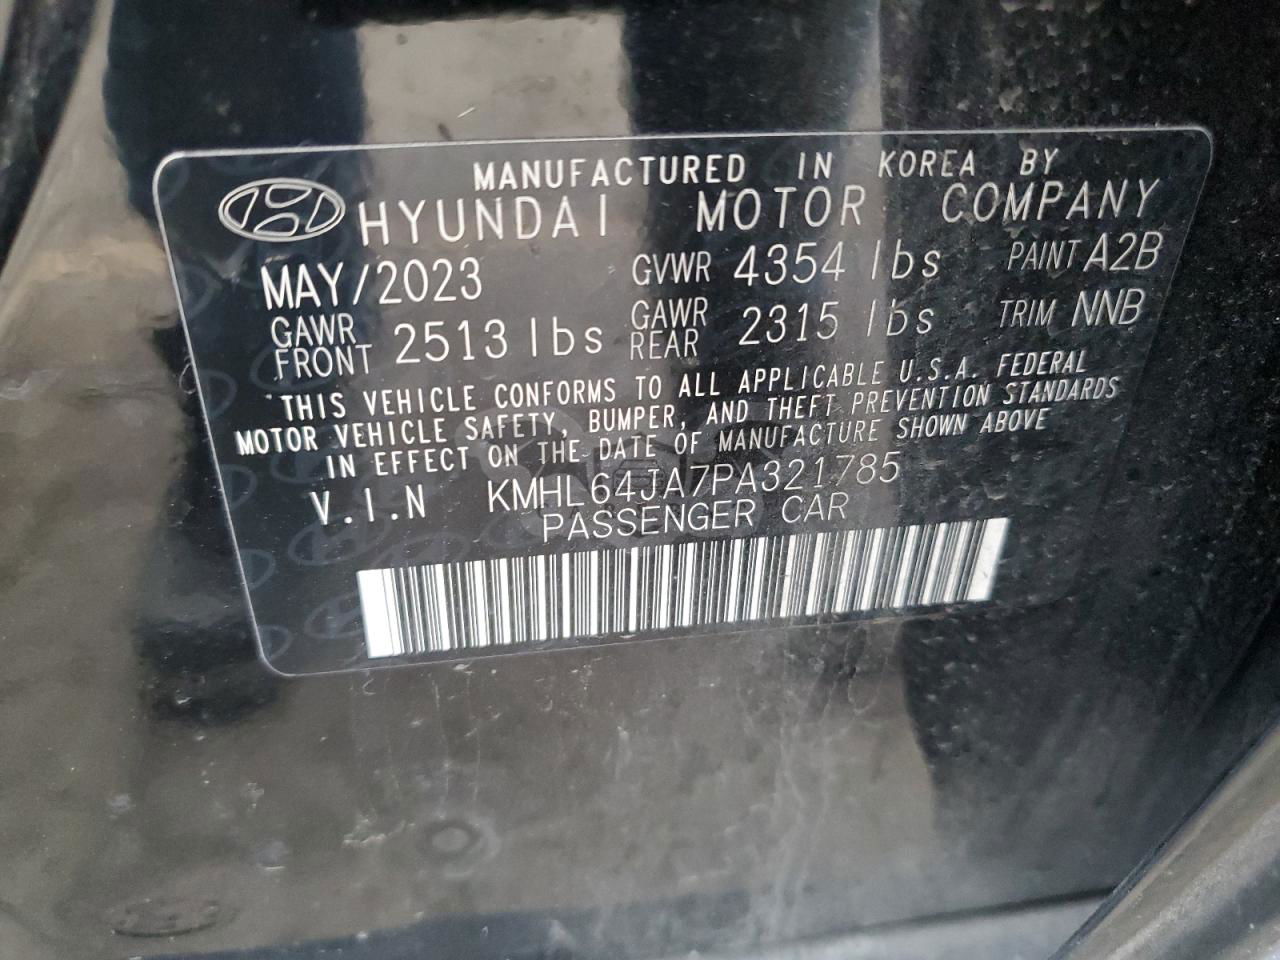 MANUFACTURED IN KOREA BY
HYUNDAI MOTOR COMPANY
MAY/2023 GVWR 4354 lbs PAINT A2B
GAWR FRONT 2513 lbs GAWR REAR 2315 lbs TRIM NNB
THIS VEHICLE CONFORMS TO ALL APPLICABLE U.S.A. FEDERAL
MOTOR VEHICLE SAFETY, BUMPER, AND THEFT PREVENTION STANDARDS
IN EFFECT ON THE DATE OF MANUFACTURE SHOWN ABOVE
V.I.N KMHL64JA7PA321785
PASSENGER CAR